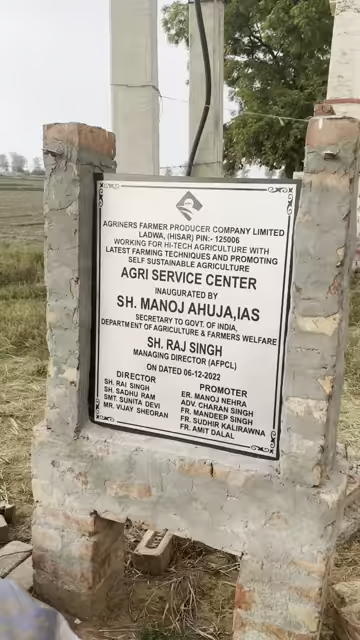 AGRINERS FARMER PRODUCER COMPANY LIMITED
LADWA, (HISAR) PIN:- 125006
WORKING FOR HI-TECH AGRICULTURE WITH
LATEST FARMING TECHNIQUES AND PROMOTING
SELF SUSTAINABLE AGRICULTURE
AGRI SERVICE CENTER
INAUGURATED BY
SH. MANOJ AHUJA,IAS
SECRETARY TO GOVT. OF INDIA,
DEPARTMENT OF AGRICULTURE & FARMERS WELFARE
SH. RAJ SINGH
MANAGING DIRECTOR (AFPCL)
ON DATED 06-12-2022
DIRECTOR
SH. RAJ SINGH
SH. SADHU RAM
SMT. SUNITA DEVI
MR. VIJAY SHEORAN
PROMOTER
ER. MANOJ NEHRA
ADV. CHARAN SINGH
FR. MANDEEP SINGH
FR. SUDHIR KALIRAWNA
FR. AMIT DALAL